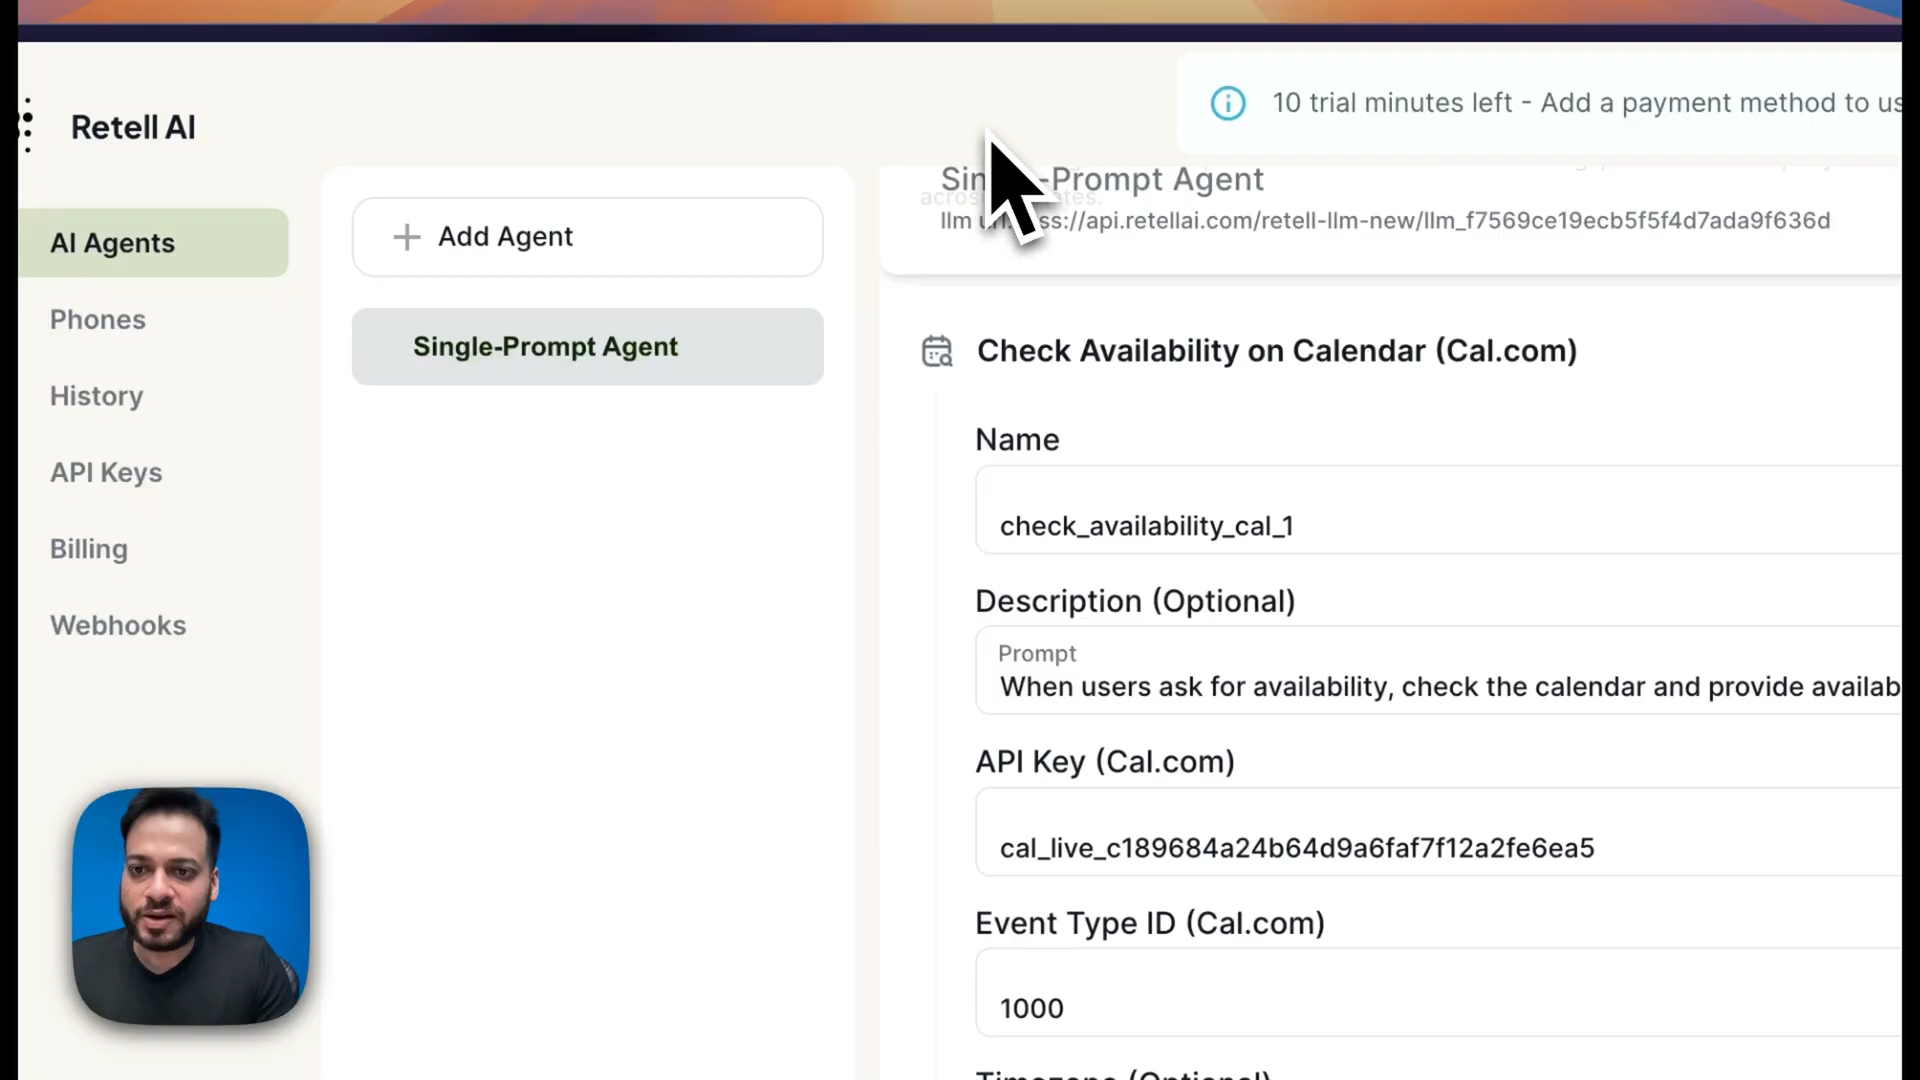 Retell AI
10 trial minutes left - Add a payment method to us
AI Agents
Phones
History
API Keys
Billing
Webhooks
Add Agent
Single-Prompt Agent
-Prompt Agent
llm ss://api.retellai.com/retell-llm-new/llm_f7569ce19ecb5f5f4d7ada9f636d
Check Availability on Calendar (Cal.com)
Name
check_availability_cal_1
Description (Optional)
Prompt
When users ask for availability, check the calendar and provide availab
API Key (Cal.com)
cal_live_c189684a24b64d9a6faf7f12a2fe6ea5
Event Type ID (Cal.com)
1000
Timezone (Optional)